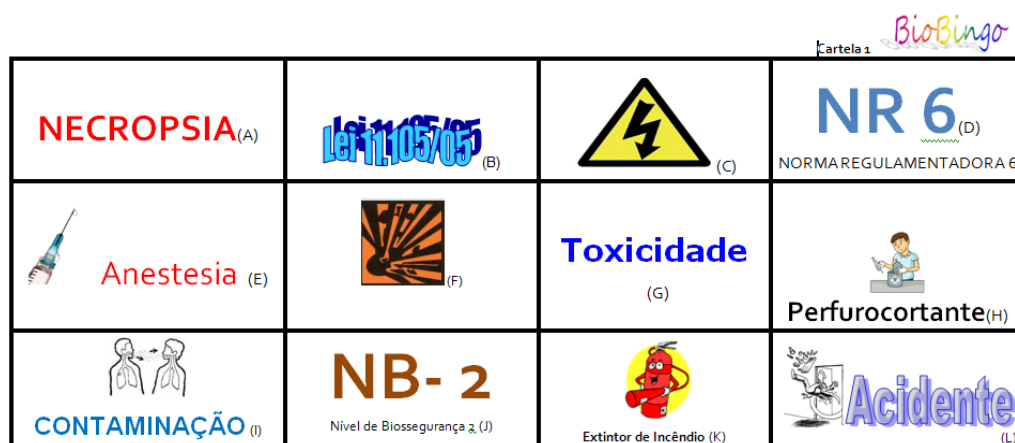 BioBingo
Cartela 1
NECROPSIA(A)
Lei 11.105/05
(B)
(C)
NR 6(D)
NORMA REGULAMENTADORA 6
Anestesia (E)
(F)
Toxicidade
(G)
Perfurocortante(H)
CONTAMINAÇÃO (I)
NB- 2
Nível de Biossegurança 2 (J)
Extintor de Incêndio (K)
Acidente
(L)